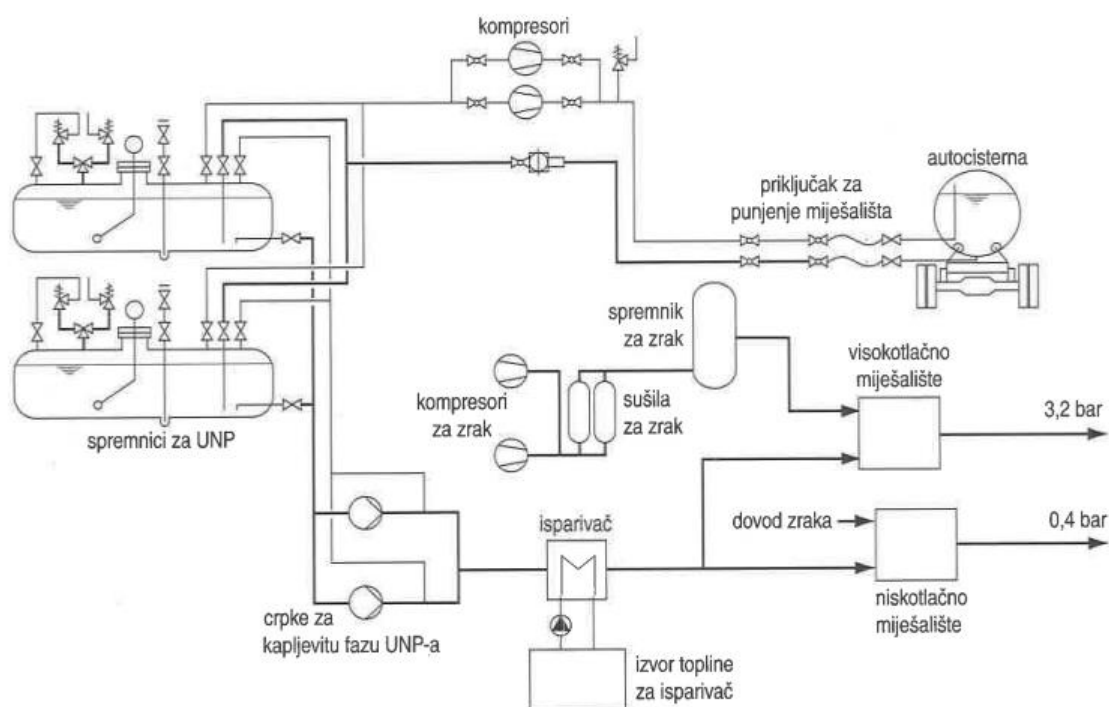 kompresori
autocisterna
priključak za
punjenje miješališta
spremnik
za zrak
visokotlačno
miješalište
kompresori
za zrak
sušila
za zrak
3,2 bar
spremnici za UNP
isparivač
dovod zraka
0,4 bar
crpke za
kapljevitu fazu UNP-a
niskotlačno
miješalište
izvor topline
za isparivač